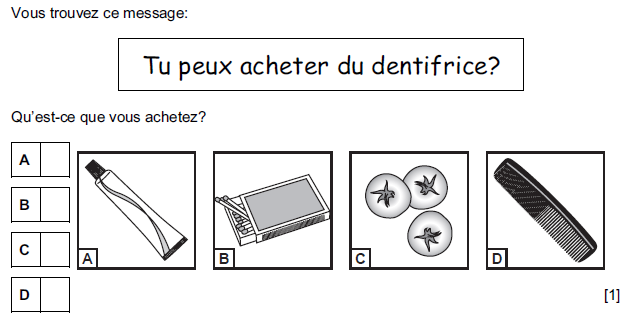 Vous trouvez ce message:
Tu peux acheter du dentifrice?
Qu'est-ce que vous achetez?
A
B
C
D
A
B
C
D
[1]